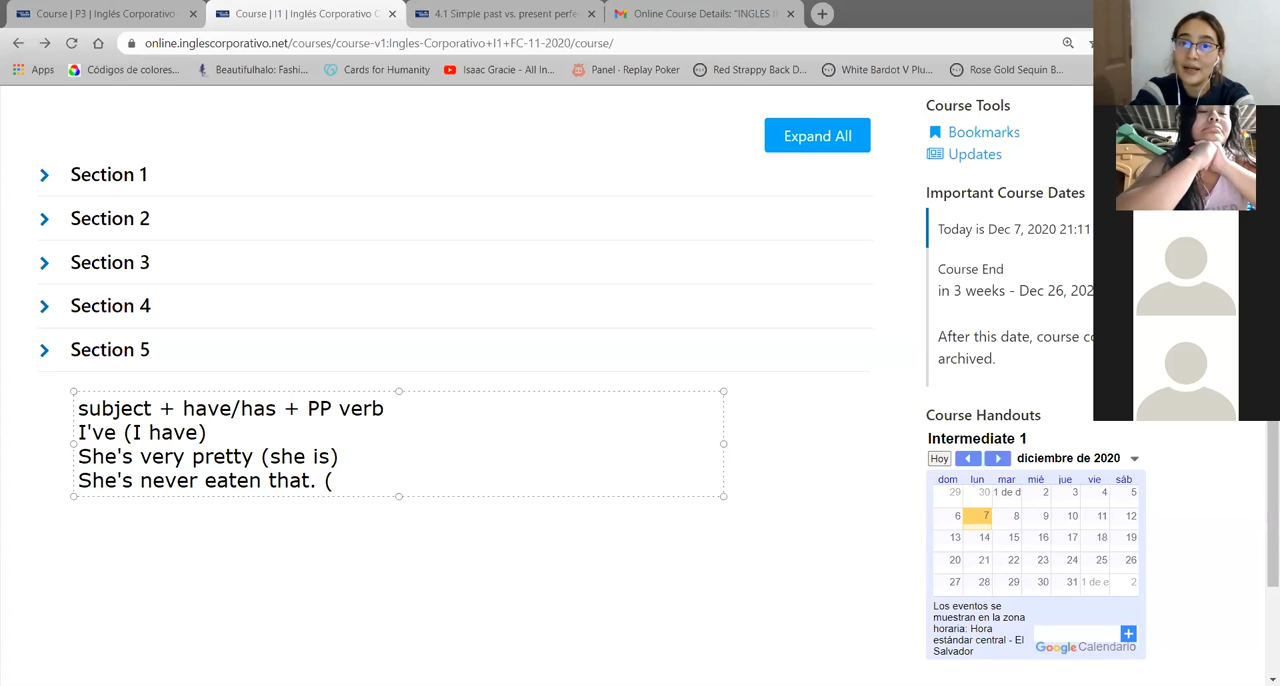 Course | P3 | Inglés Corporativo
Course | I1 | Inglés Corporativo C
4.1 Simple past vs. present perfe
Online Course Details: "INGLES I
online.inglescorporativo.net/courses/course-v1:Ingles-Corporativo+I1+FC-11-2020/course/
Apps
Códigos de colores...
Beautifulhalo: Fashi...
Cards for Humanity
Isaac Gracie - All In...
Panel · Replay Poker
Red Strappy Back D...
White Bardot V Plu...
Rose Gold Sequin B...
Expand All
Section 1
Section 2
Section 3
Section 4
Section 5
subject + have/has + PP verb
I've (I have)
She's very pretty (she is)
She's never eaten that. (
Course Tools
Bookmarks
Updates
Important Course Dates
Today is Dec 7, 2020 21:11
Course End
in 3 weeks - Dec 26, 202
After this date, course co
archived.
Course Handouts
Intermediate 1
Hoy diciembre de 2020
dom lun mar mié jue vie sáb
29 30 1 de d 2 3 4 5
6 7 8 9 10 11 12
13 14 15 16 17 18 19
20 21 22 23 24 25 26
27 28 29 30 31 1 de e 2
Los eventos se
muestran en la zona
horaria: Hora
estándar central - El
Salvador
Google Calendario